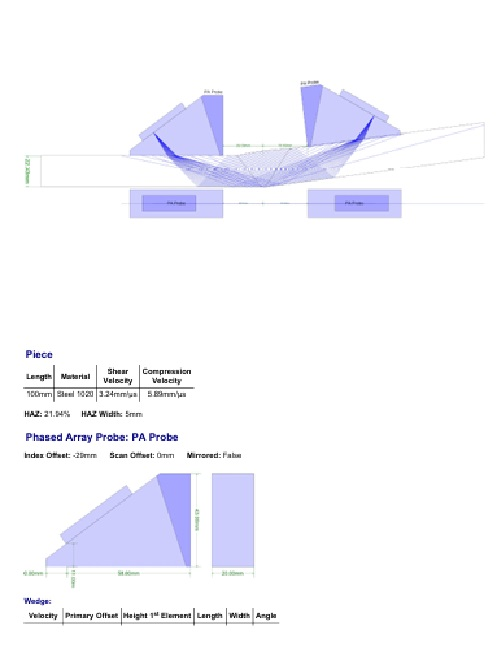 PA Probe
PA Probe
PA Probe
PA Probe
Piece
Length Material Shear Velocity Compression Velocity
100mm Steel 1020 3.24mm/µs 5.89mm/µs
HAZ: 21.94% HAZ Width: 5mm
Phased Array Probe: PA Probe
Index Offset: -29mm Scan Offset: 0mm Mirrored: False
Wedge:
Velocity Primary Offset Height 1st Element Length Width Angle